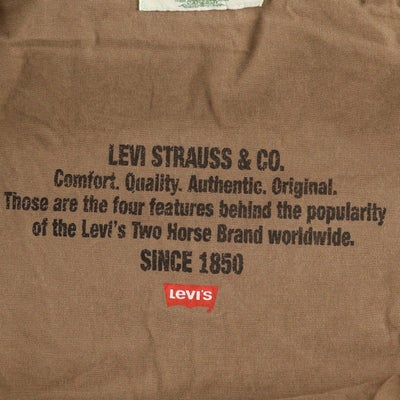 LEVI STRAUSS & CO.
Comfort. Quality. Authentic. Original.
Those are the four features behind the popularity
of the Levi's Two Horse Brand worldwide.
SINCE 1850
LEVI'S